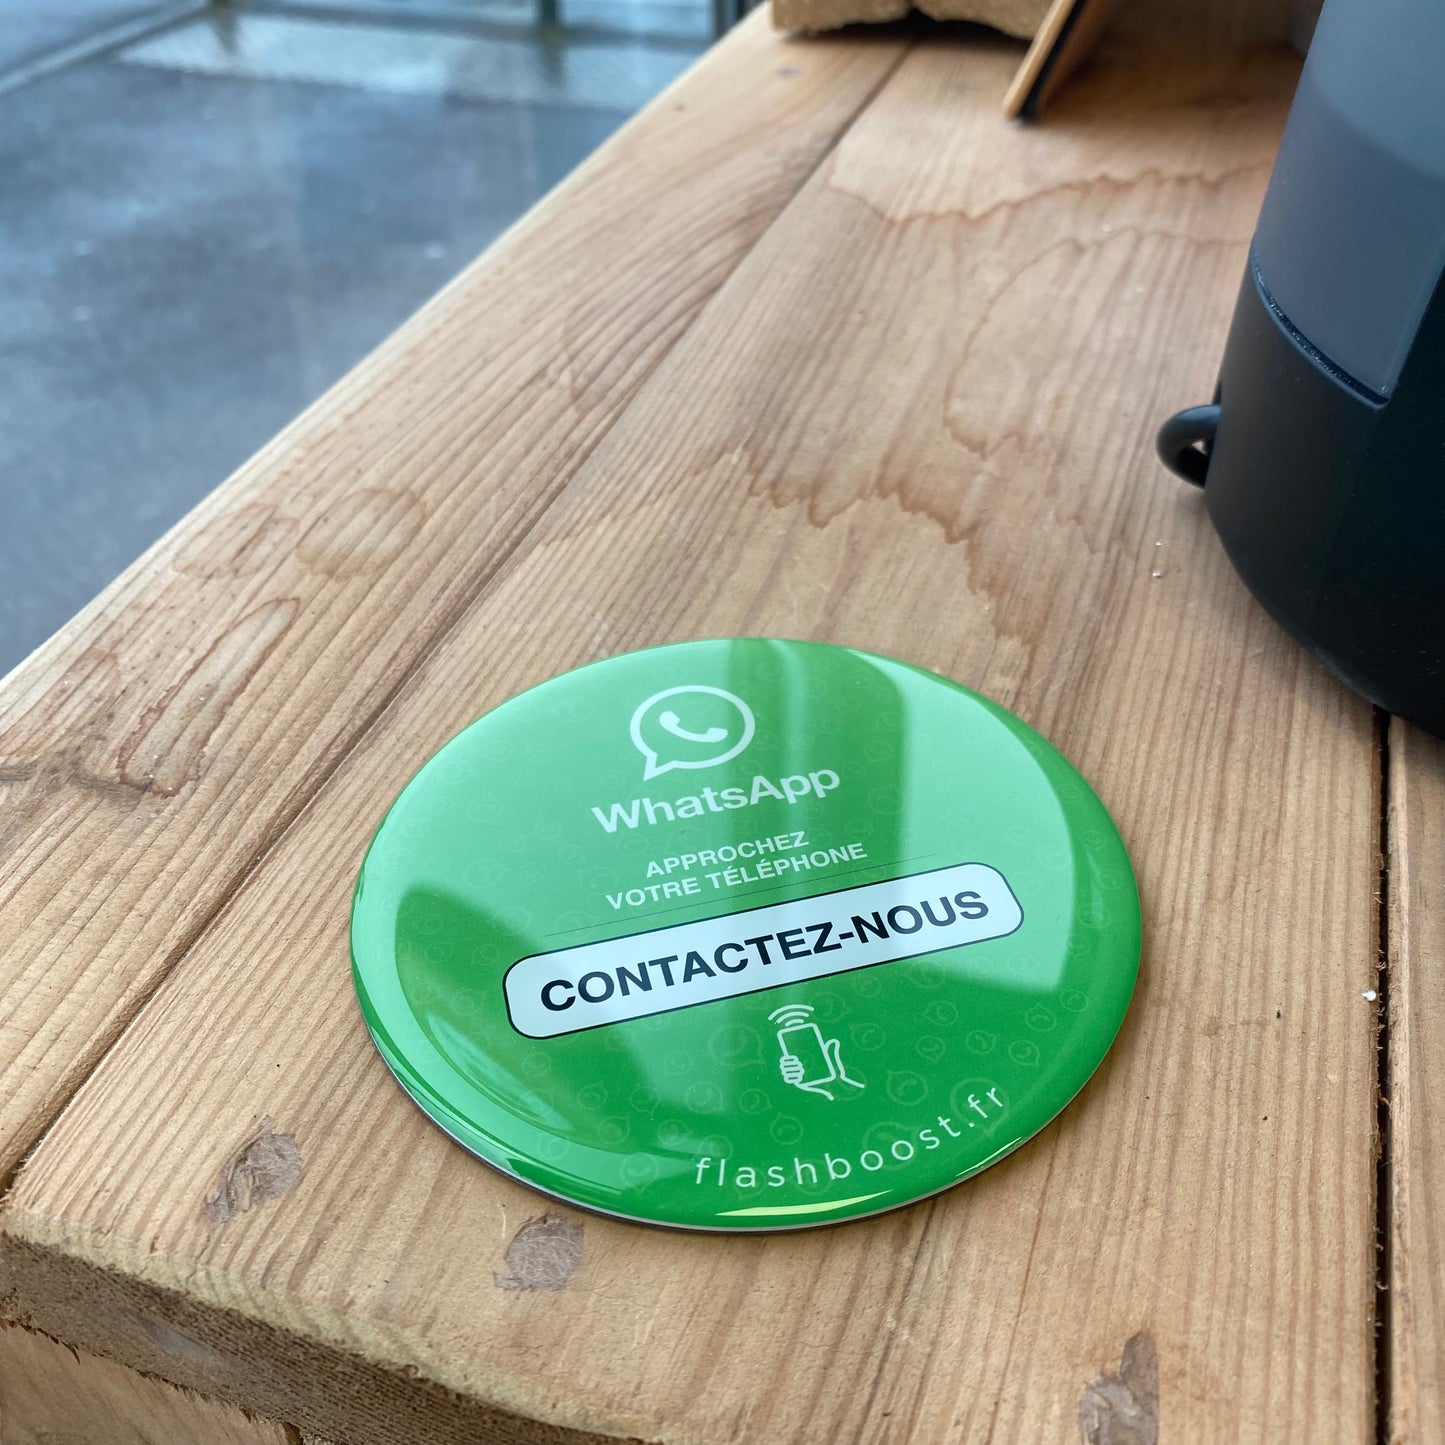 WhatsApp
APPROCHEZ
VOTRE TÉLÉPHONE
CONTACTEZ-NOUS
flashboost.fr